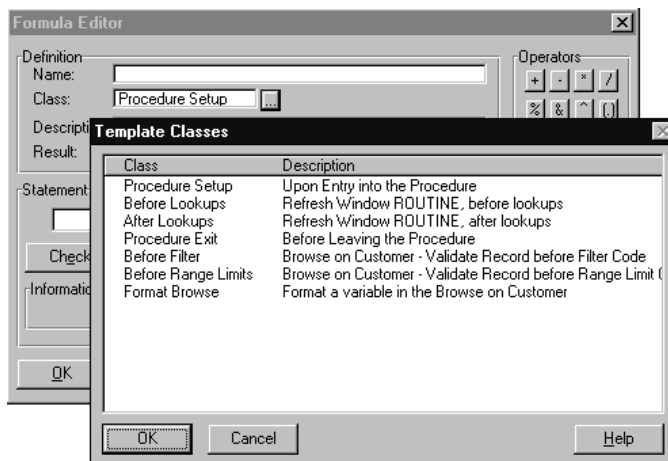 Formula Editor
Definition
Name:
Class: Procedure Setup ...
Descripti
Result:
Operators
+ - * /
% & ^ ( )
Statement
Check
Informatio
OK
Template Classes
Class Description
Procedure Setup Upon Entry into the Procedure
Before Lookups Refresh Window ROUTINE, before lookups
After Lookups Refresh Window ROUTINE, after lookups
Procedure Exit Before Leaving the Procedure
Before Filter Browse on Customer - Validate Record before Filter Code
Before Range Limits Browse on Customer - Validate Record before Range Limit
Format Browse Format a variable in the Browse on Customer
OK Cancel Help